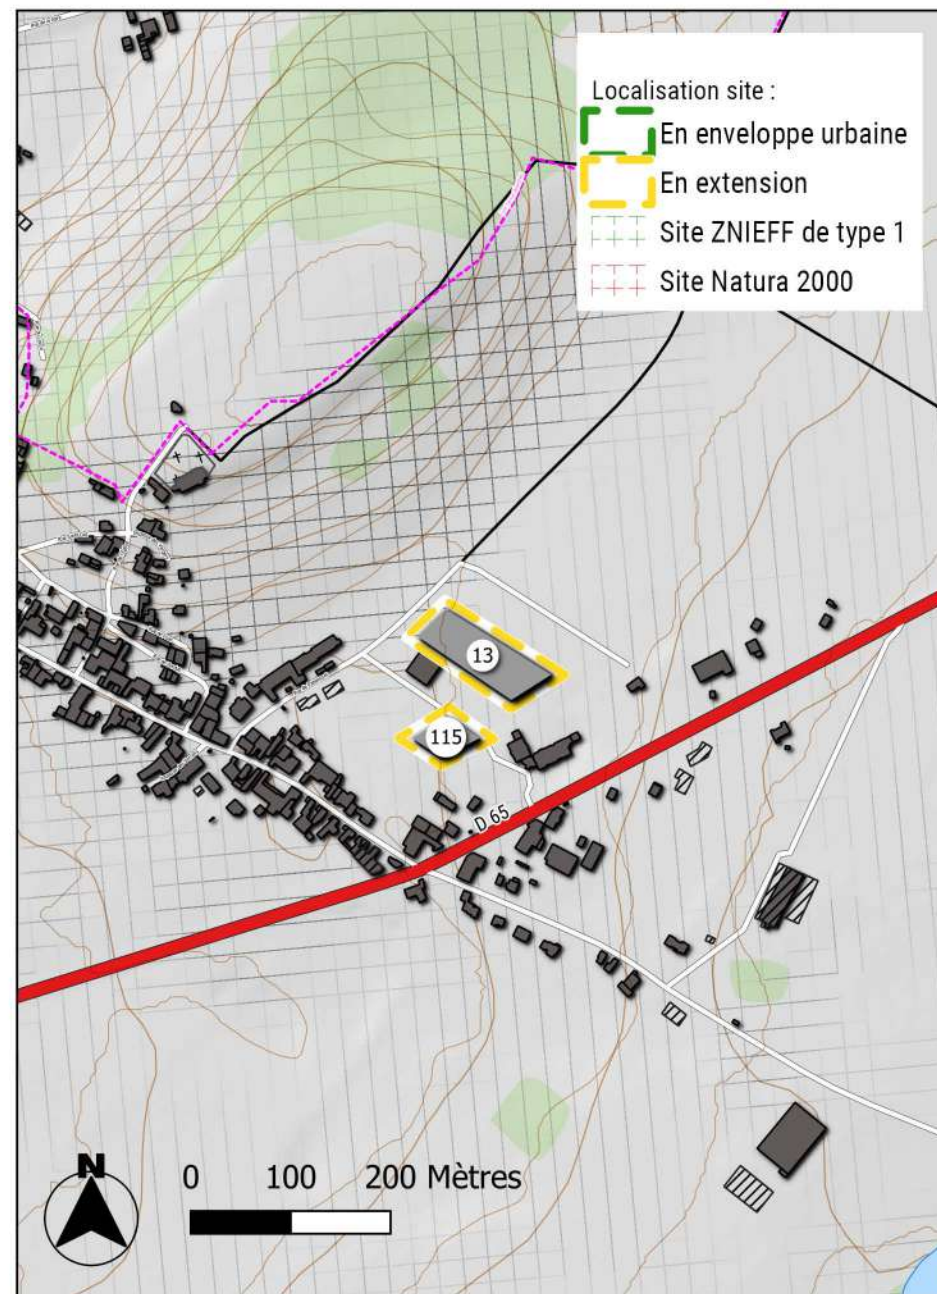 Localisation site :
En enveloppe urbaine
En extension
Site ZNIEFF de type 1
Site Natura 2000
13
115
D 65
N
0 100 200 Mètres